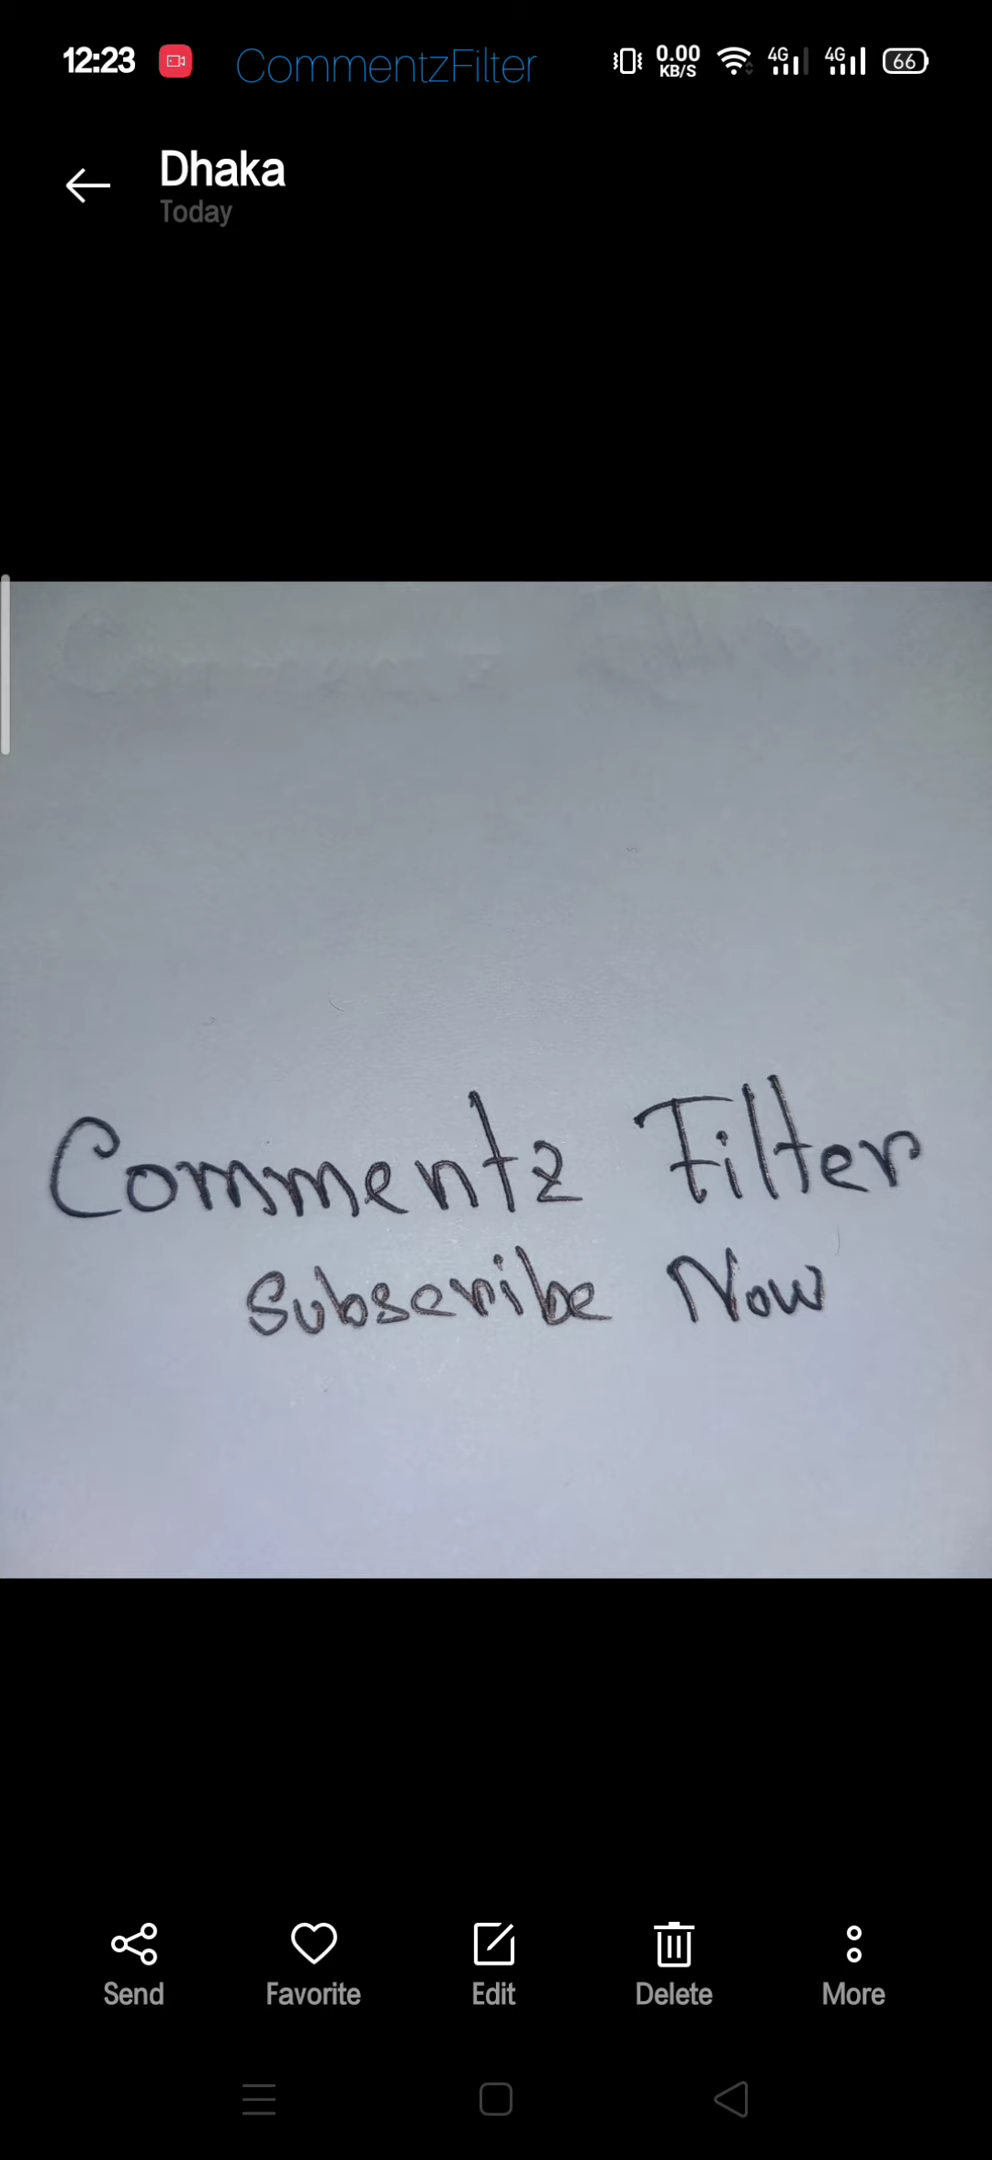 12:23 CommentzFilter 0.00 KB/S 4G 4G 66
Dhaka
Today
Commentz Filter
Subscribe Now
Send Favorite Edit Delete More